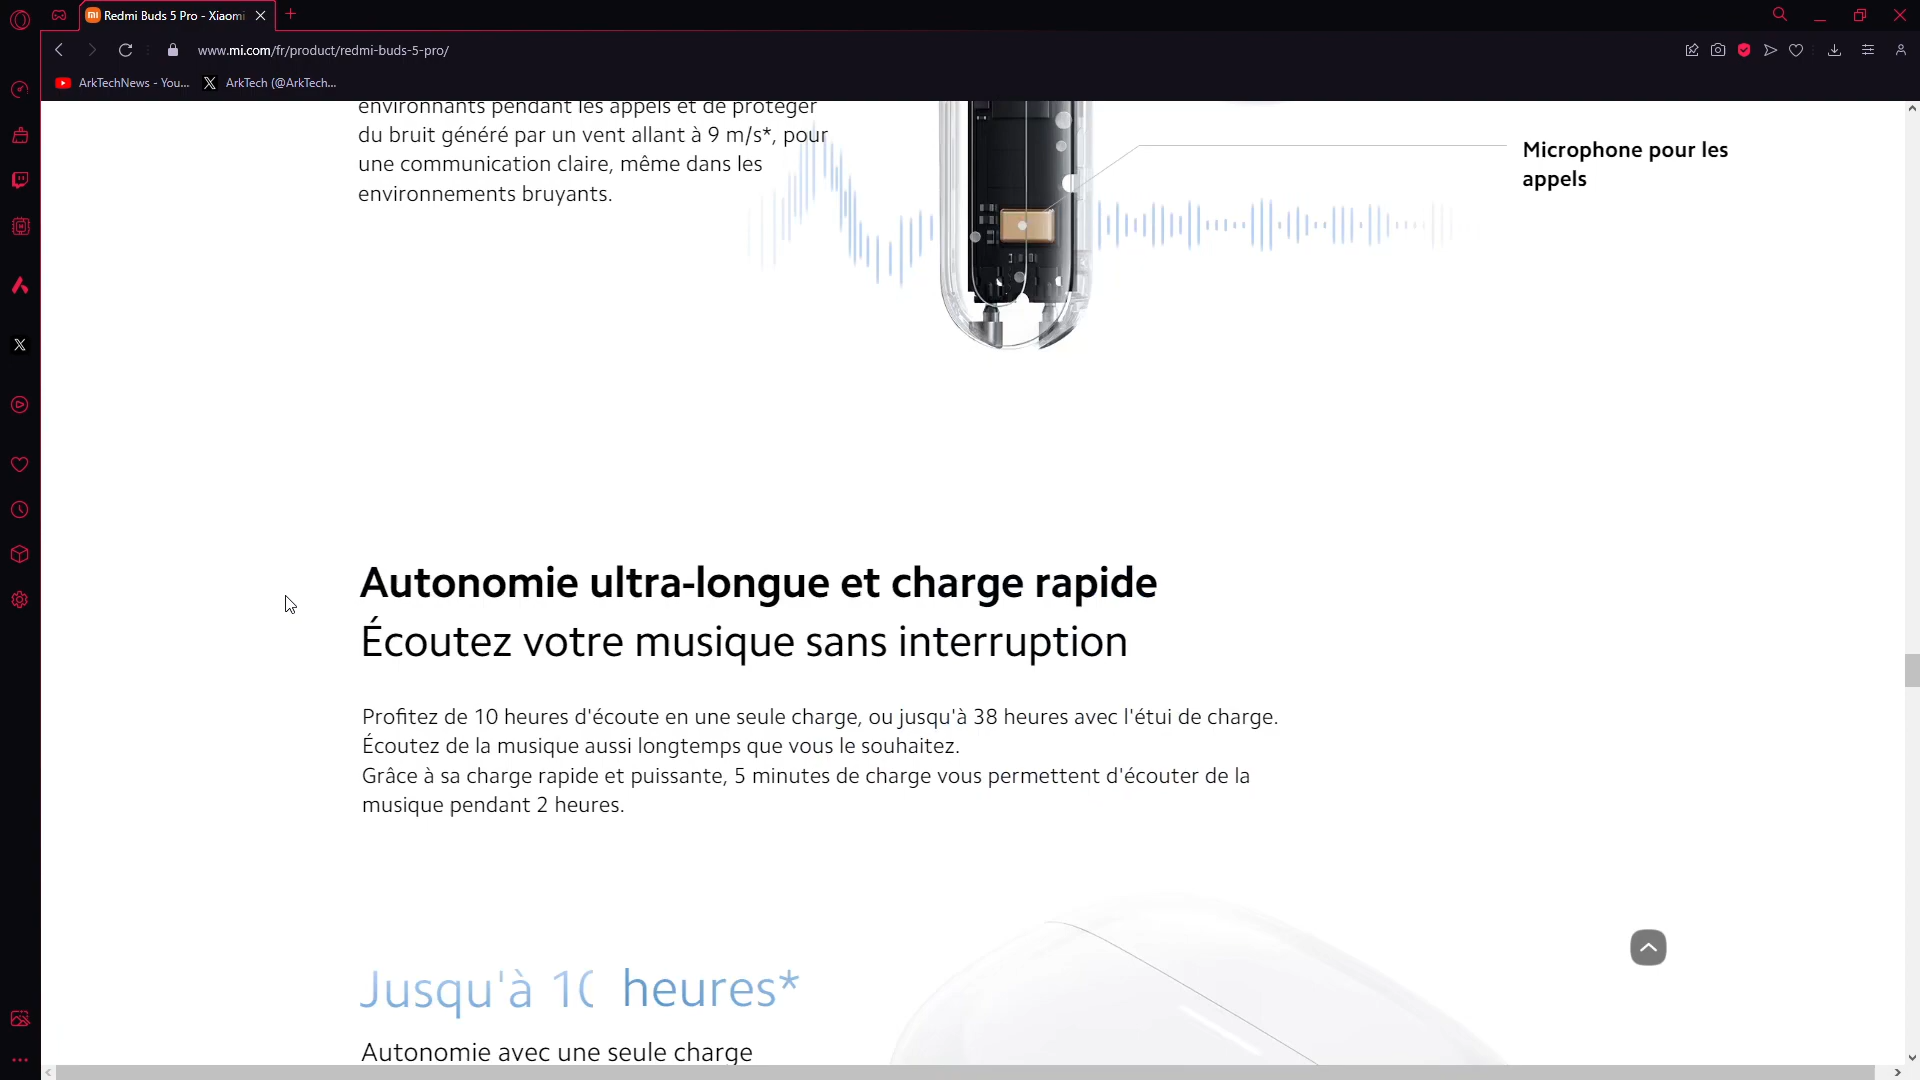 Redmi Buds 5 Pro - Xiaomi
www.mi.com/fr/product/redmi-buds-5-pro/
ArkTechNews - You...
ArkTech (@ArkTech...
environnants pendant les appels et de protéger
du bruit généré par un vent allant à 9 m/s*, pour
une communication claire, même dans les
environnements bruyants.
Microphone pour les
appels
Autonomie ultra-longue et charge rapide
Écoutez votre musique sans interruption
Profitez de 10 heures d'écoute en une seule charge, ou jusqu'à 38 heures avec l'étui de charge.
Écoutez de la musique aussi longtemps que vous le souhaitez.
Grâce à sa charge rapide et puissante, 5 minutes de charge vous permettent d'écouter de la
musique pendant 2 heures.
Jusqu'à 10 heures*
Autonomie avec une seule charge